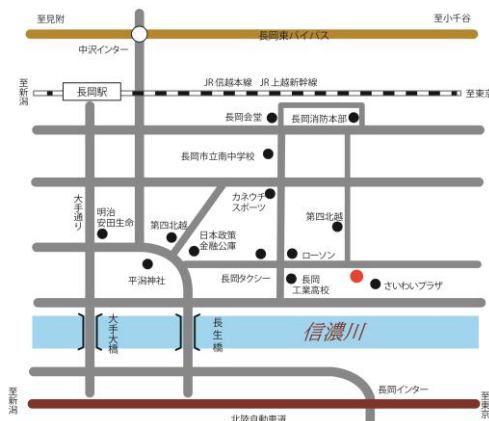 至見附
至小千谷
長岡東バイパス
中沢インター
至新潟
長岡駅
JR 信越本線 JR 上越新幹線
至東京
長岡会堂
長岡消防本部
長岡市立南中学校
大手通り
カネウチ
スポーツ
明治
安田生命
第四北越
第四北越
日本政策
金融公庫
ローソン
平潟神社
長岡タクシー
長岡
工業高校
さいわいプラザ
大手大橋
長生橋
信濃川
至新潟
長岡インター
至東京
北陸自動車道